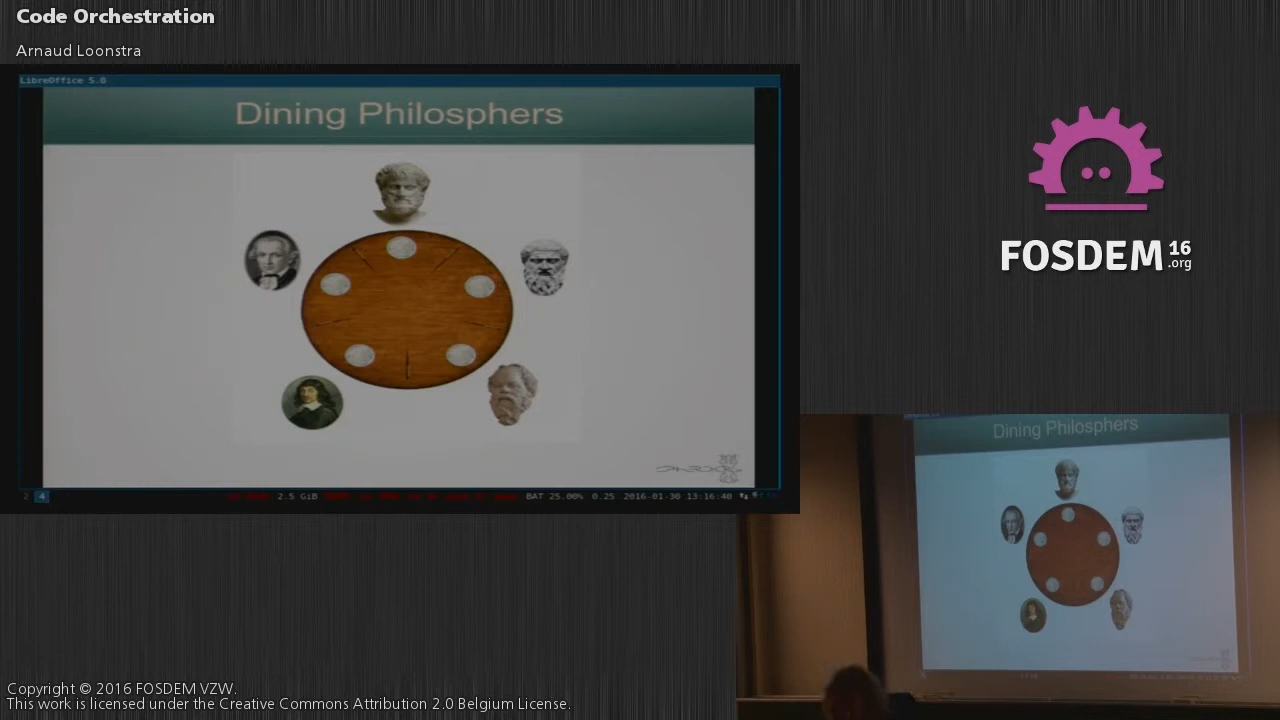 Code Orchestration
Arnaud Loonstra
LibreOffice 5.0
Dining Philosphers
2 4 2.5 GiB BAT 25.00% 0.25 2016-01-30 13:16:40
FOSDEM 16 .org
Dining Philosphers
Copyright © 2016 FOSDEM VZW.
This work is licensed under the Creative Commons Attribution 2.0 Belgium License.